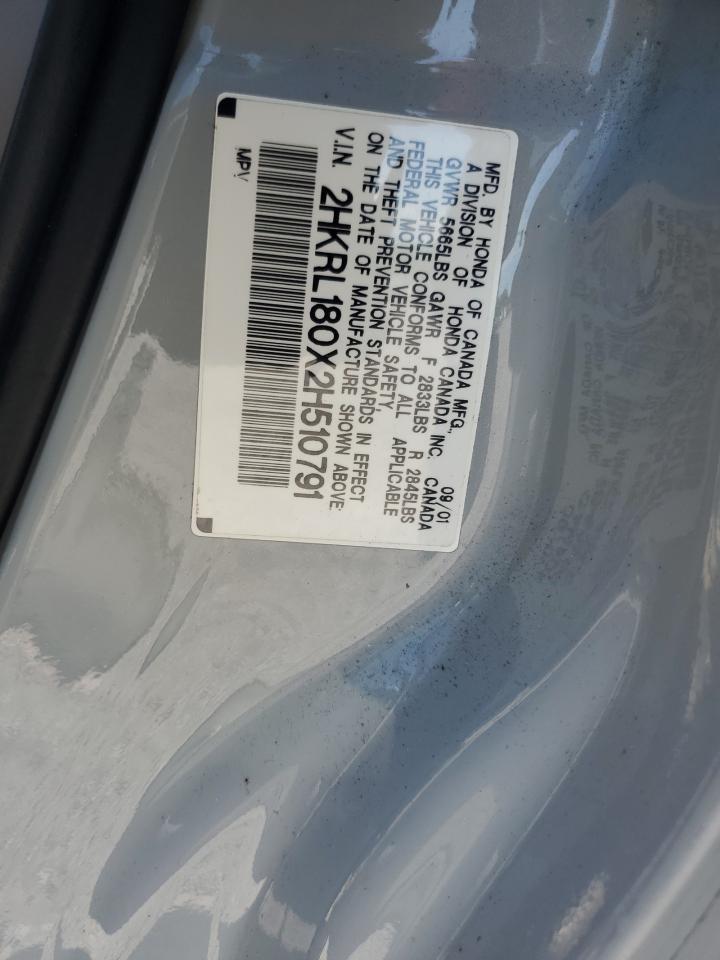 MFD. BY HONDA OF CANADA MFG., 09/01
A DIVISION OF HONDA CANADA INC, CANADA
GVWR 5665LBS GAWR F 2833LBS R 2845LBS
THIS VEHICLE CONFORMS TO ALL APPLICABLE
FEDERAL MOTOR VEHICLE SAFETY
AND THEFT PREVENTION STANDARDS IN EFFECT
ON THE DATE OF MANUFACTURE SHOWN ABOVE.
V.I.N. 2HKRL180X2H510791
MPV